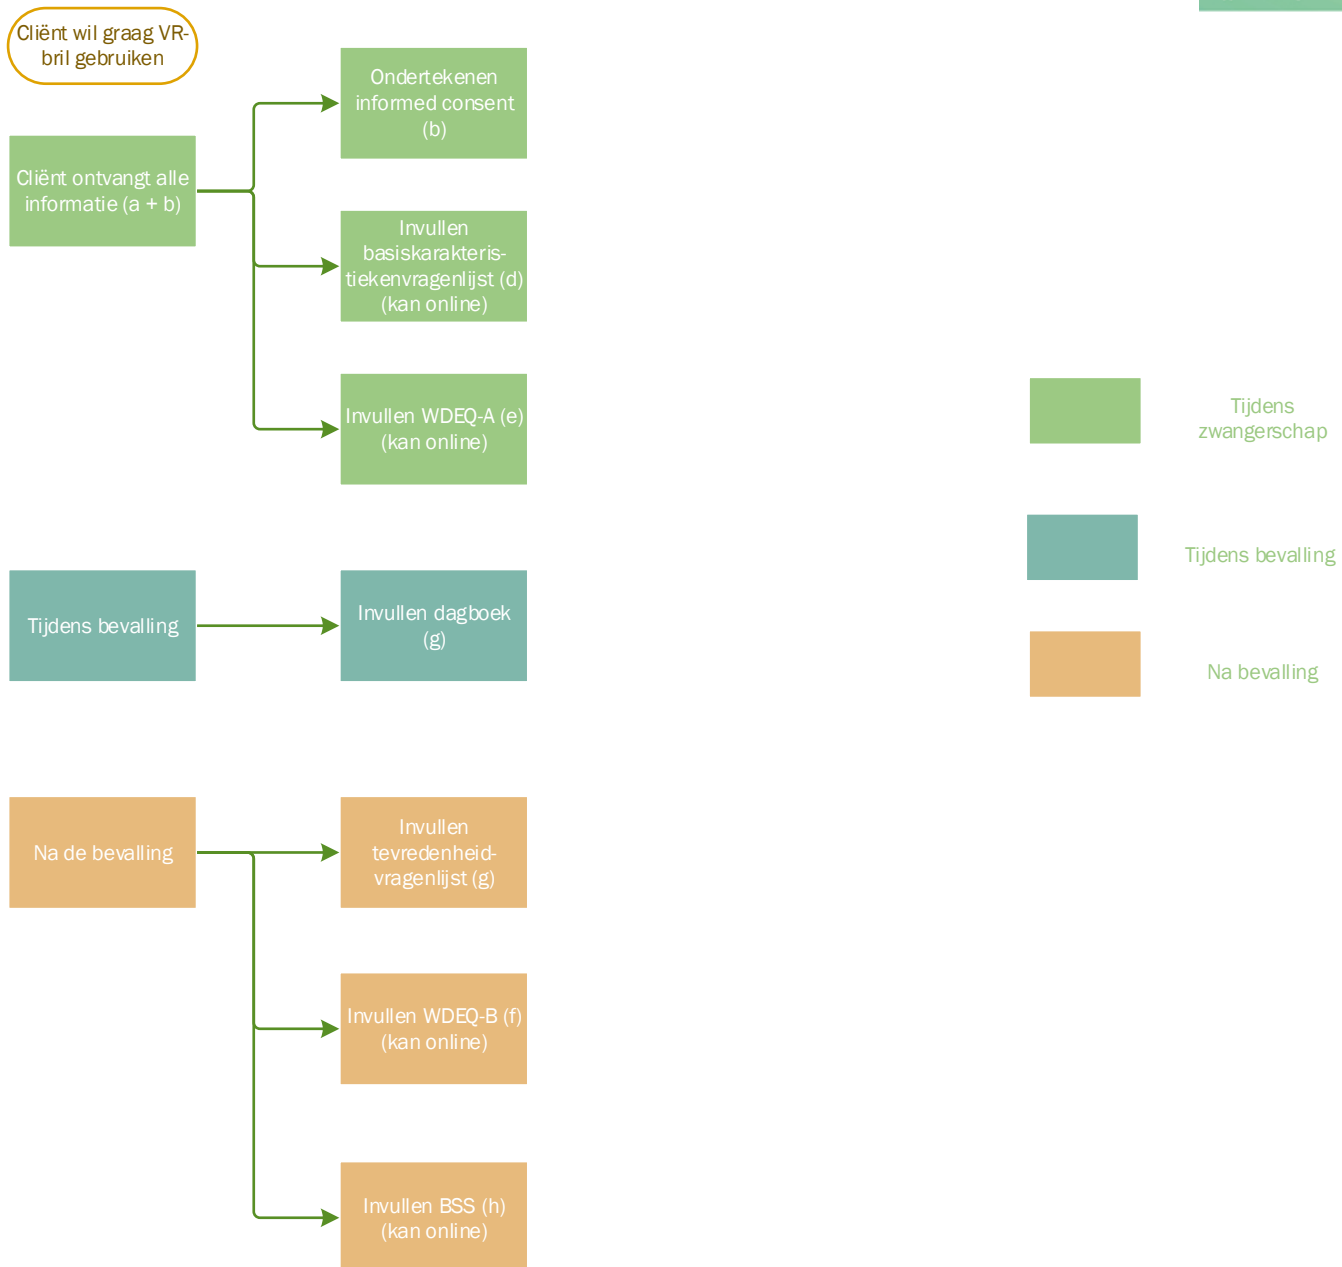 Cliënt wil graag VR-
bril gebruiken
Ondertekenen
informed consent
(b)
Cliënt ontvangt alle
informatie (a + b)
Invullen
basiskarakteris-
tiekenvragenlijst (d)
(kan online)
Invullen WDEQ-A (e)
(kan online)
Tijdens
zwangerschap
Tijdens bevalling
Tijdens bevalling
Invullen dagboek
(g)
Na bevalling
Na de bevalling
Invullen
tevredenheid-
vragenlijst (g)
Invullen WDEQ-B (f)
(kan online)
Invullen BSS (h)
(kan online)